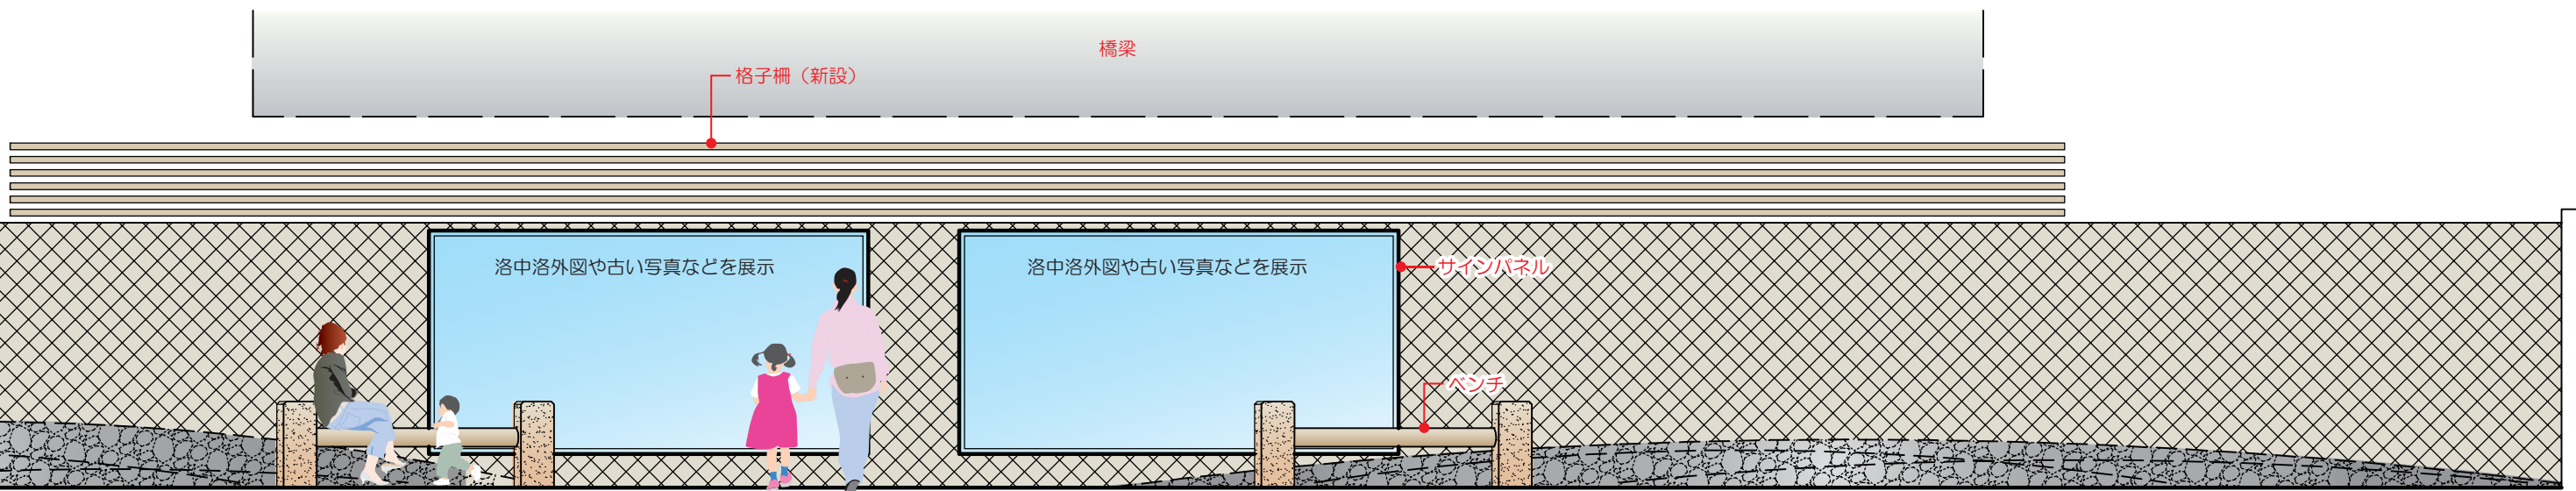 橋梁
格子柵（新設）
洛中洛外図や古い写真などを展示
洛中洛外図や古い写真などを展示
サインパネル
ベンチ